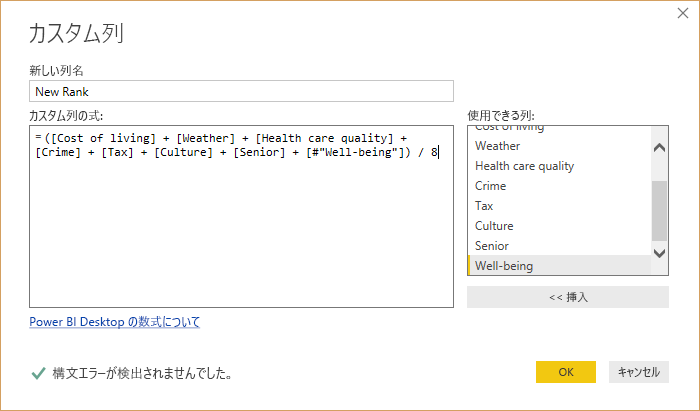 カスタム列
新しい列名
New Rank
カスタム列の式:
= ([Cost of living] + [Weather] + [Health care quality] +
[Crime] + [Tax] + [Culture] + [Senior] + [#"Well-being"]) / 8
使用できる列:
Cost of living
Weather
Health care quality
Crime
Tax
Culture
Senior
Well-being
<< 挿入
Power BI Desktop の数式について
構文エラーが検出されませんでした。
OK
キャンセル